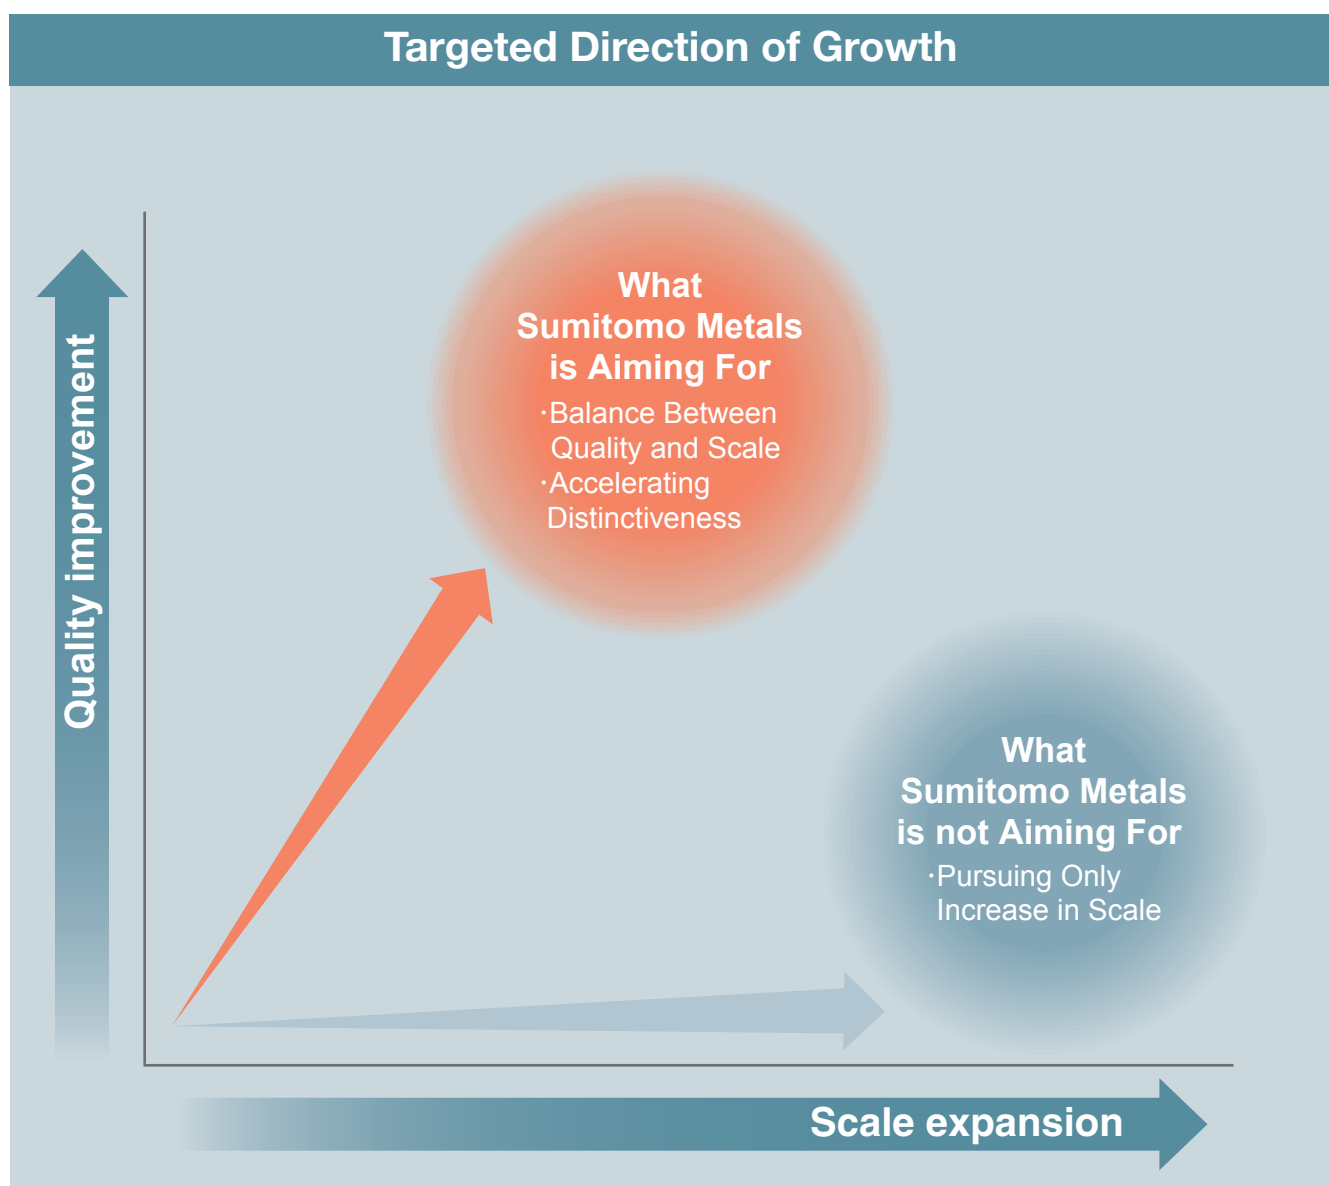 Targeted Direction of Growth
What
Sumitomo Metals
is Aiming For
·Balance Between
Quality and Scale
·Accelerating
Distinctiveness
Quality improvement
What
Sumitomo Metals
is not Aiming For
·Pursuing Only
Increase in Scale
Scale expansion